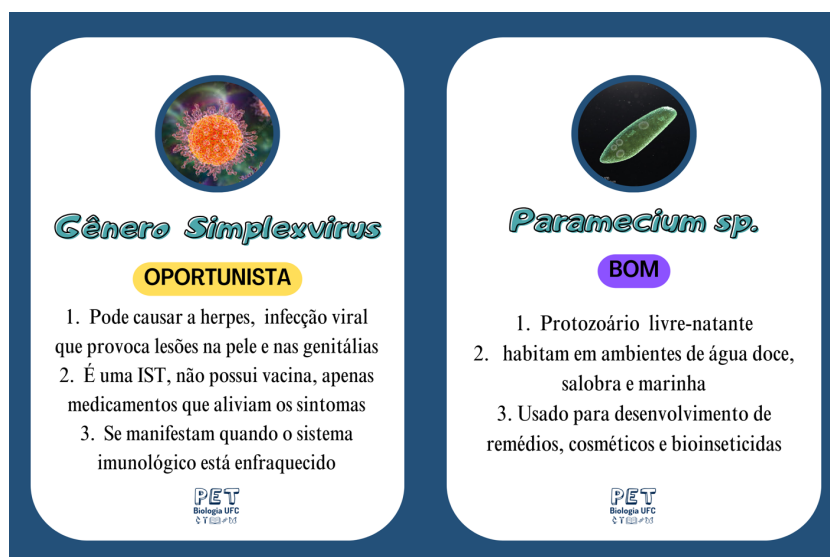 Gênero Simplexvirus
OPORTUNISTA
1. Pode causar a herpes, infecção viral
que provoca lesões na pele e nas genitálias
2. É uma IST, não possui vacina, apenas
medicamentos que aliviam os sintomas
3. Se manifestam quando o sistema
imunológico está enfraquecido
PET
Biologia UFC
Paramecium sp.
BOM
1. Protozoário livre-natante
2. habitam em ambientes de água doce,
salobra e marinha
3. Usado para desenvolvimento de
remédios, cosméticos e bioinseticidas
PET
Biologia UFC